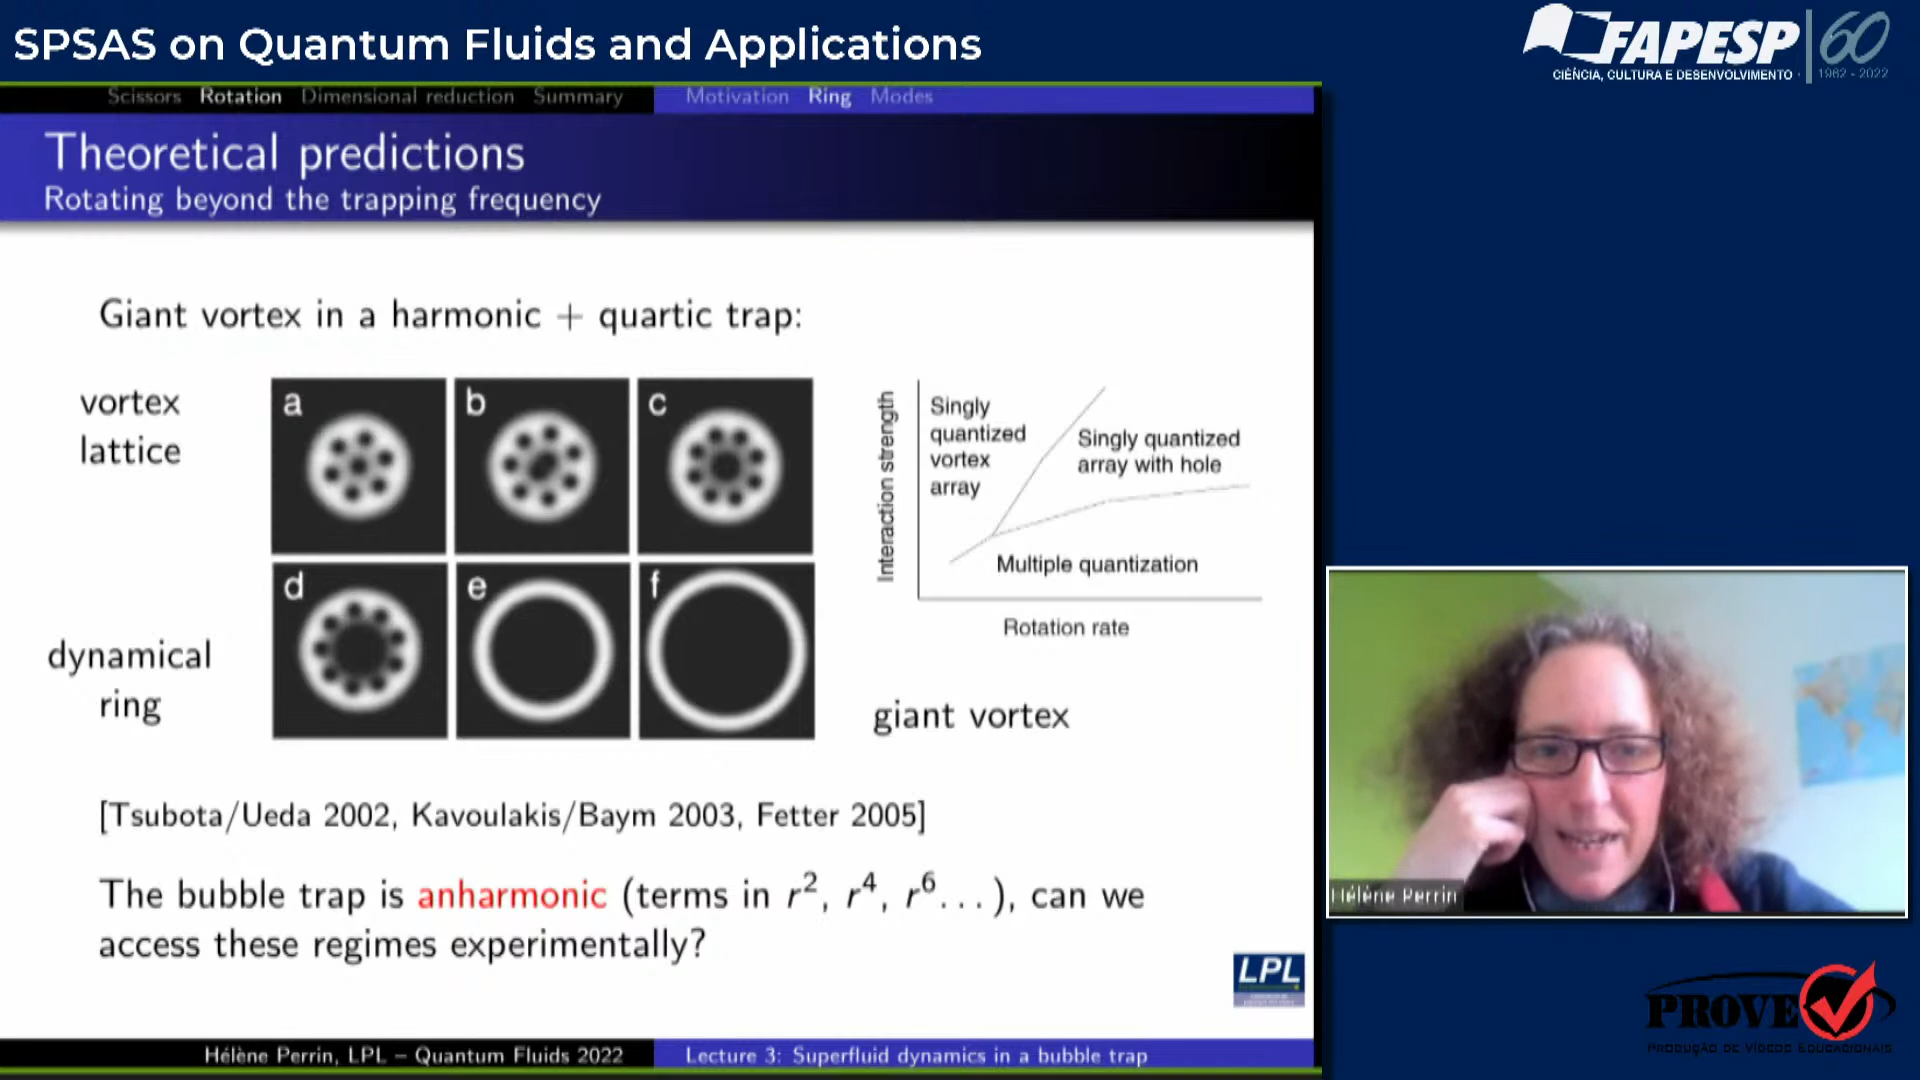 SPSAS on Quantum Fluids and Applications
FAPESP 60
CIÊNCIA, CULTURA E DESENVOLVIMENTO
1962 - 2022
Scissors Rotation Dimensional reduction Summary
Motivation Ring Modes
Theoretical predictions
Rotating beyond the trapping frequency
Giant vortex in a harmonic + quartic trap:
vortex
lattice
a
b
c
dynamical
ring
d
e
f
Interaction strength
Singly
quantized
vortex
array
Singly quantized
array with hole
Multiple quantization
Rotation rate
giant vortex
[Tsubota/Ueda 2002, Kavoulakis/Baym 2003, Fetter 2005]
The bubble trap is anharmonic (terms in r², r⁴, r⁶...), can we
access these regimes experimentally?
LPL
Hélène Perrin, LPL – Quantum Fluids 2022
Lecture 3: Superfluid dynamics in a bubble trap
Hélène Perrin
PROVE
PRODUÇÃO DE VÍDEOS EDUCACIONAIS